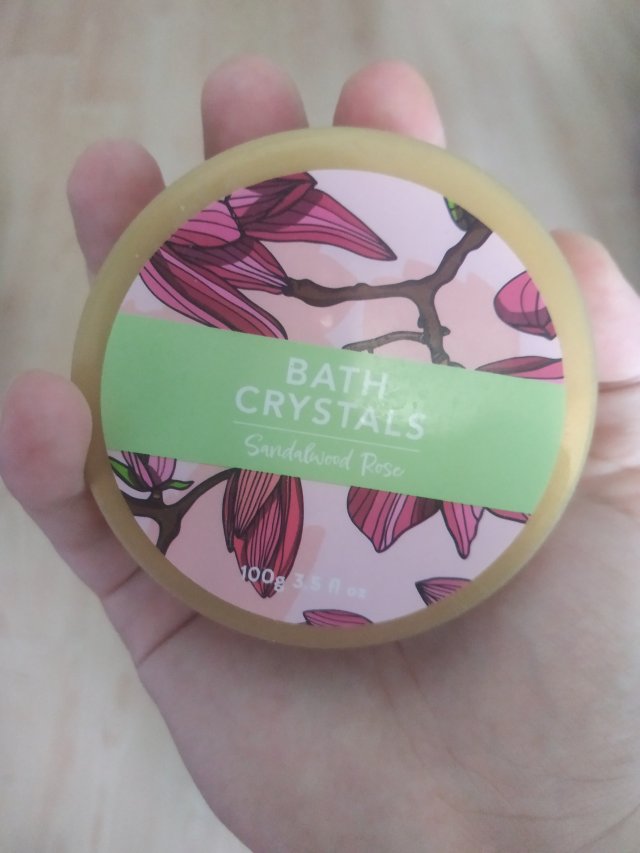 BATH
CRYSTALS
Sandalwood Rose
100g 3.5 fl oz